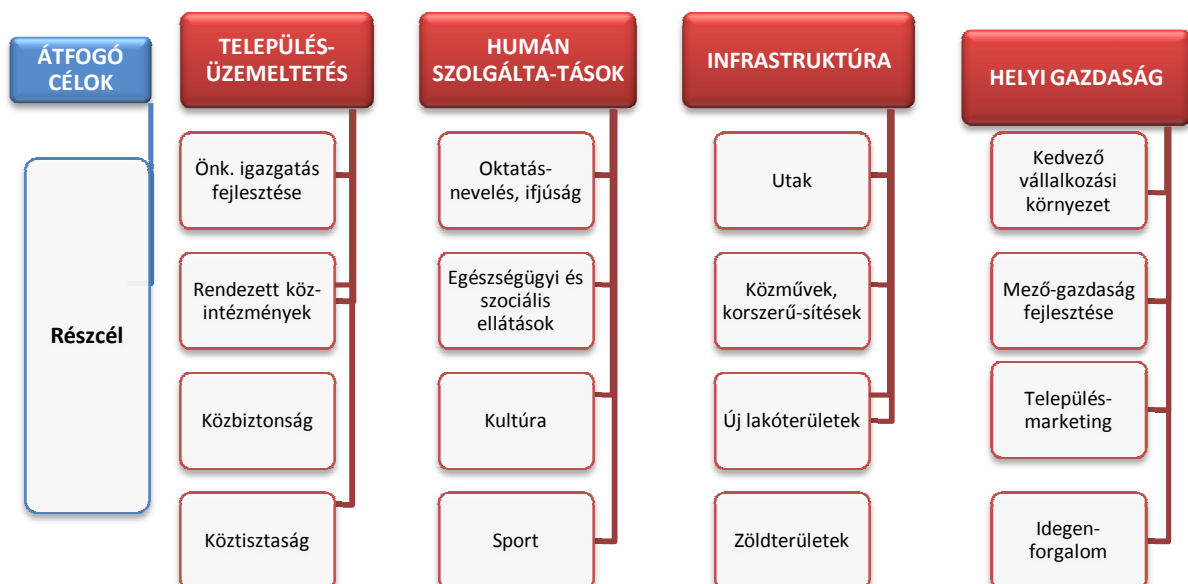 ÁTFOGÓ
CÉLOK
Részcél
TELEPÜLÉS-
ÜZEMELTETÉS
Önk. igazgatás
fejlesztése
Rendezett köz-
intézmények
Közbiztonság
Köztisztaság
HUMÁN
SZOLGÁLTA-TÁSOK
Oktatás-
nevelés, ifjúság
Egészségügyi és
szociális
ellátások
Kultúra
Sport
INFRASTRUKTÚRA
Utak
Közművek,
korszerű-sítések
Új lakóterületek
Zöldterületek
HELYI GAZDASÁG
Kedvező
vállalkozási
környezet
Mező-gazdaság
fejlesztése
Település-
marketing
Idegen-
forgalom